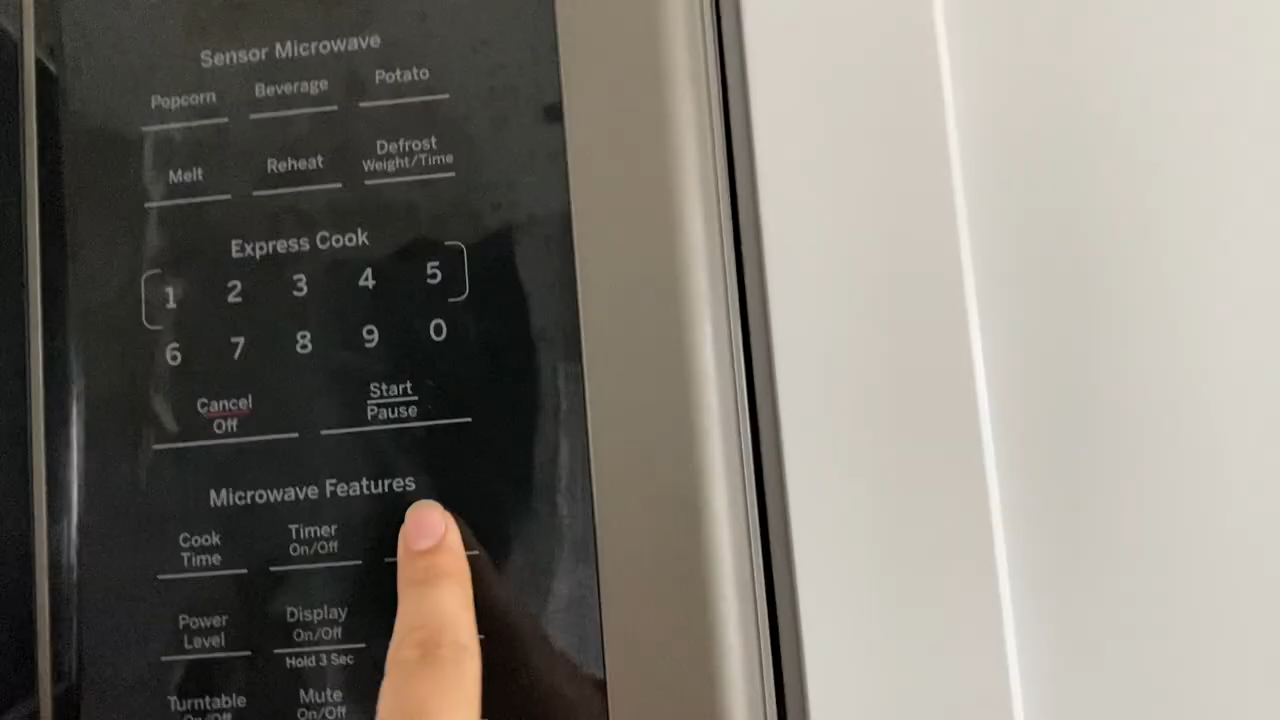 Sensor Microwave
Popcorn Beverage Potato
Melt Reheat Defrost
Weight/Time
Express Cook
1 2 3 4 5
6 7 8 9 0
Cancel
Off
Start
Pause
Microwave Features
Cook
Time
Timer
On/Off
Power
Level
Display
On/Off
Hold 3 Sec
Turntable
On/Off
Mute
On/Off